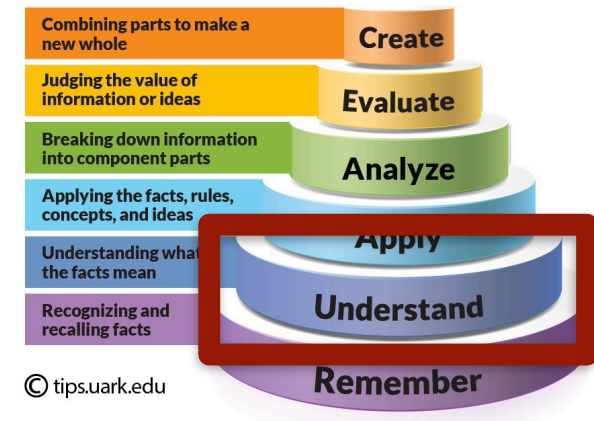 Combining parts to make a
new whole
Create
Judging the value of
information or ideas
Evaluate
Breaking down information
into component parts
Analyze
Applying the facts, rules,
concepts, and ideas
Apply
Understanding what
the facts mean
Understand
Recognizing and
recalling facts
Remember
© tips.uark.edu